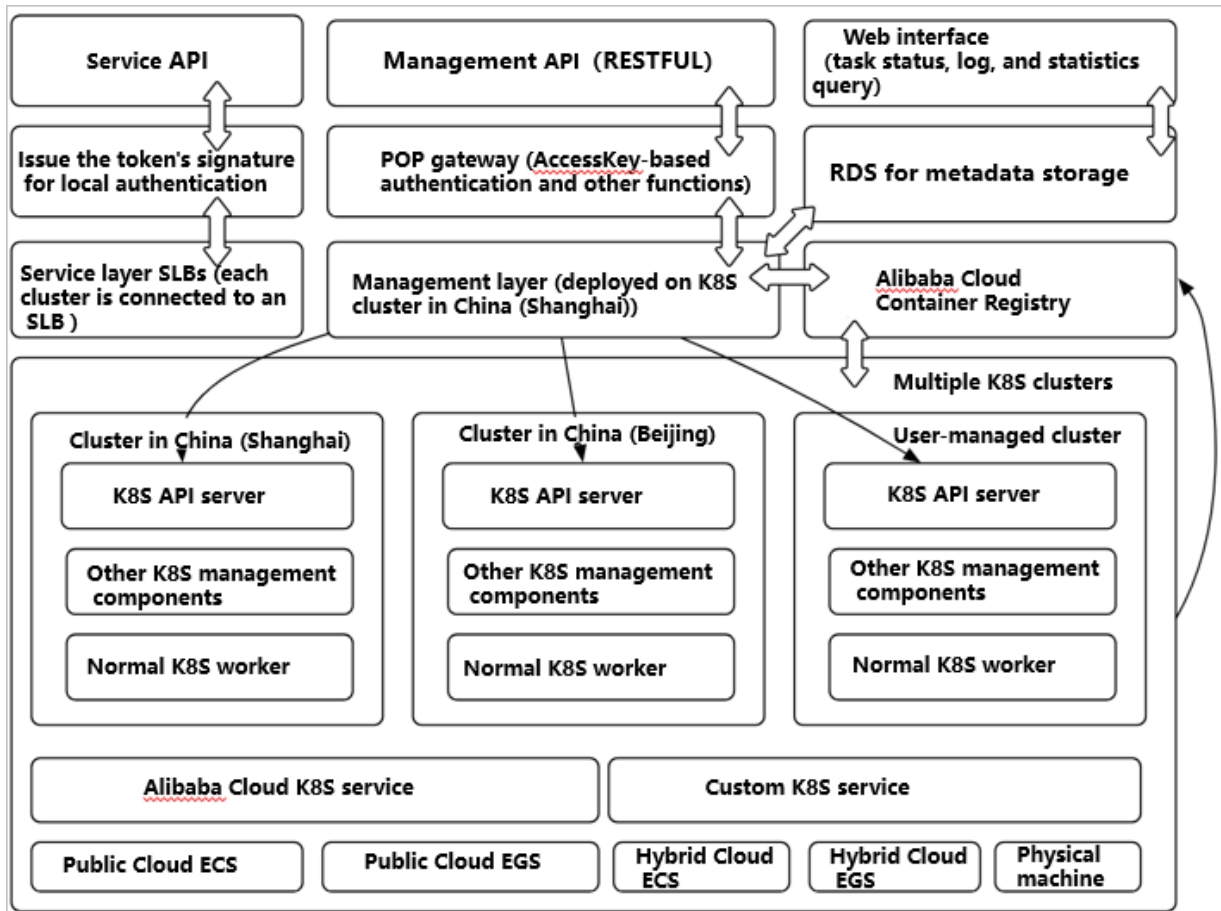 Service API
Management API (RESTFUL)
Web interface
(task status, log, and statistics
query)
Issue the token's signature
for local authentication
POP gateway (AccessKey-based
authentication and other functions)
RDS for metadata storage
Service layer SLBs (each
cluster is connected to an
SLB )
Management layer (deployed on K8S
cluster in China (Shanghai))
Alibaba Cloud
Container Registry
Multiple K8S clusters
Cluster in China (Shanghai)
K8S API server
Other K8S management
components
Normal K8S worker
Cluster in China (Beijing)
K8S API server
Other K8S management
components
Normal K8S worker
User-managed cluster
K8S API server
Other K8S management
components
Normal K8S worker
Alibaba Cloud K8S service
Custom K8S service
Public Cloud ECS
Public Cloud EGS
Hybrid Cloud
ECS
Hybrid Cloud
EGS
Physical
machine